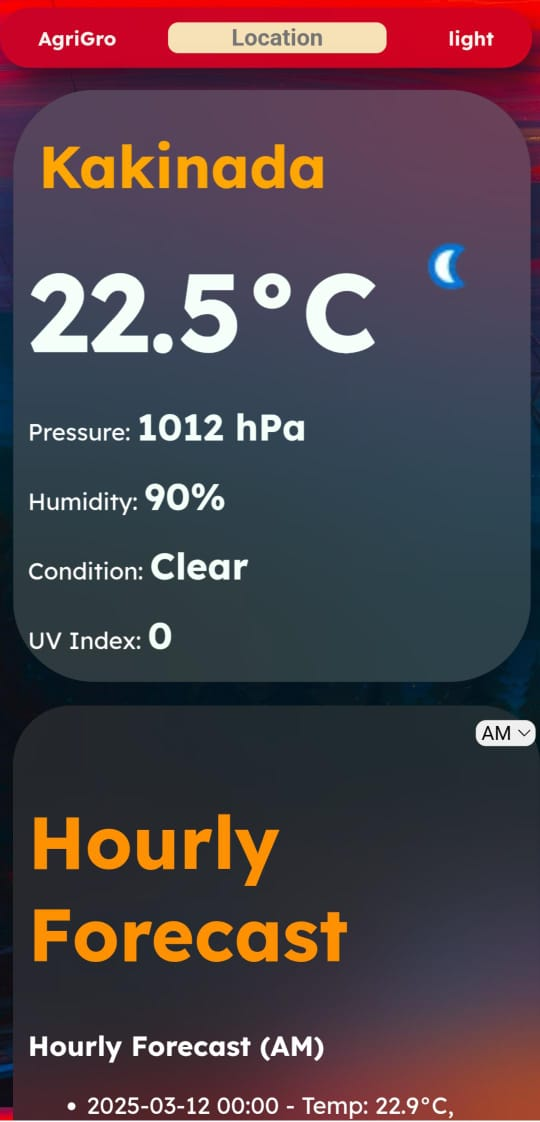 AgriGro Location light
Kakinada
22.5°C
Pressure: 1012 hPa
Humidity: 90%
Condition: Clear
UV Index: 0
AM
Hourly
Forecast
Hourly Forecast (AM)
• 2025-03-12 00:00 - Temp: 22.9°C,